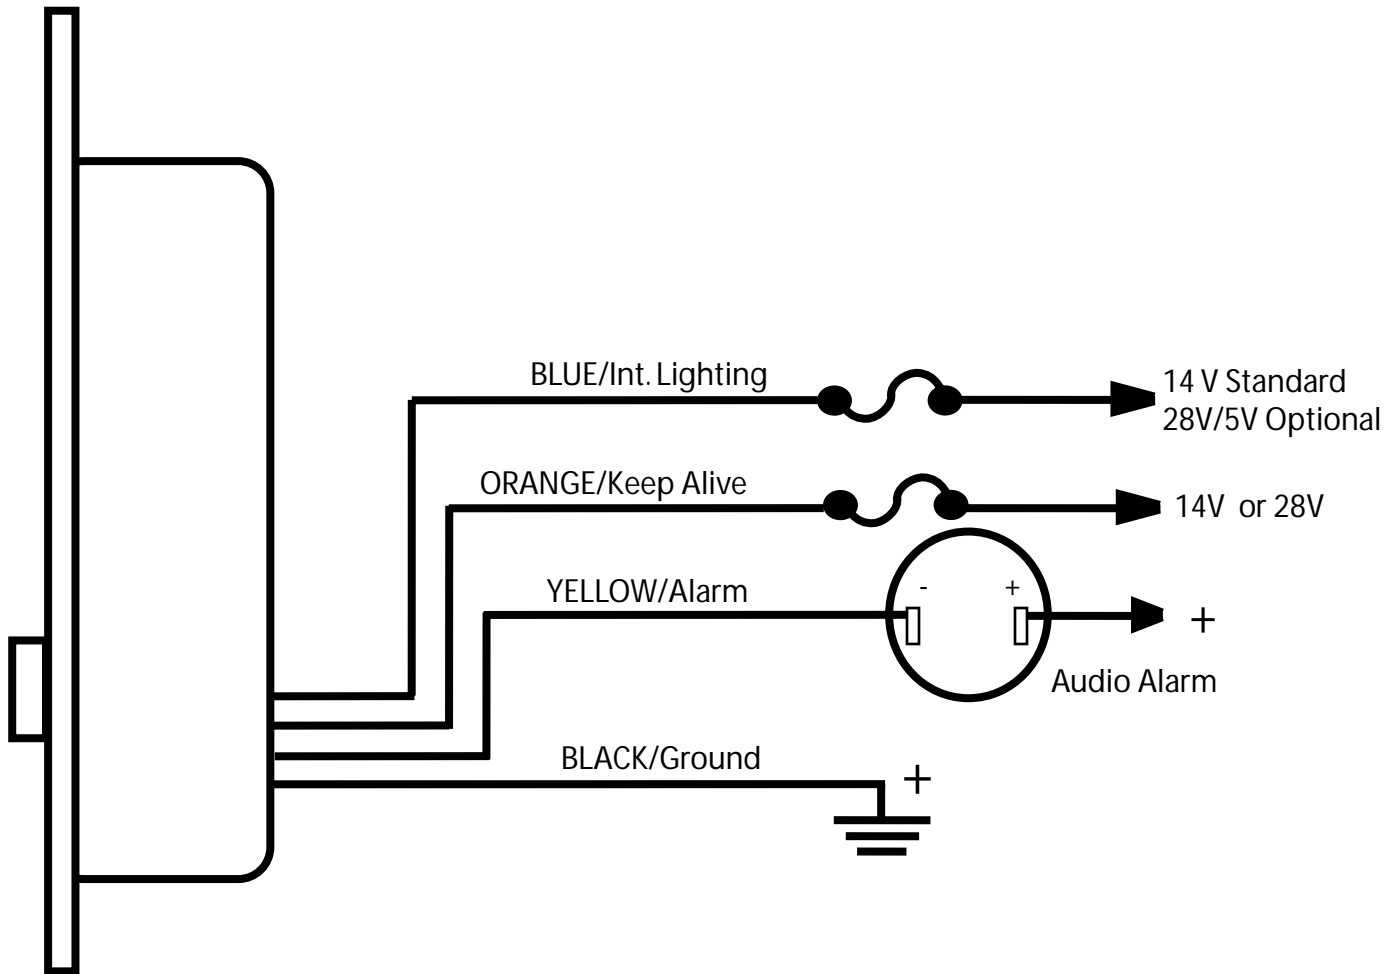 BLUE/Int. Lighting
14 V Standard
28V/5V Optional
ORANGE/Keep Alive
14V or 28V
YELLOW/Alarm
- +
+
Audio Alarm
BLACK/Ground
+